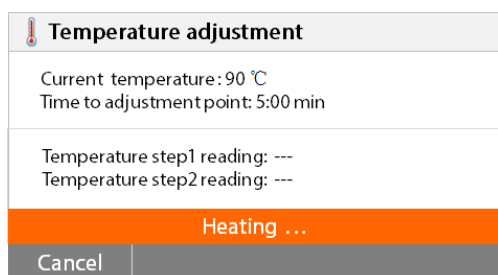 Temperature adjustment
Current temperature: 90 ℃
Time to adjustment point: 5:00 min
Temperature step1 reading: ---
Temperature step2 reading: ---
Heating ...
Cancel